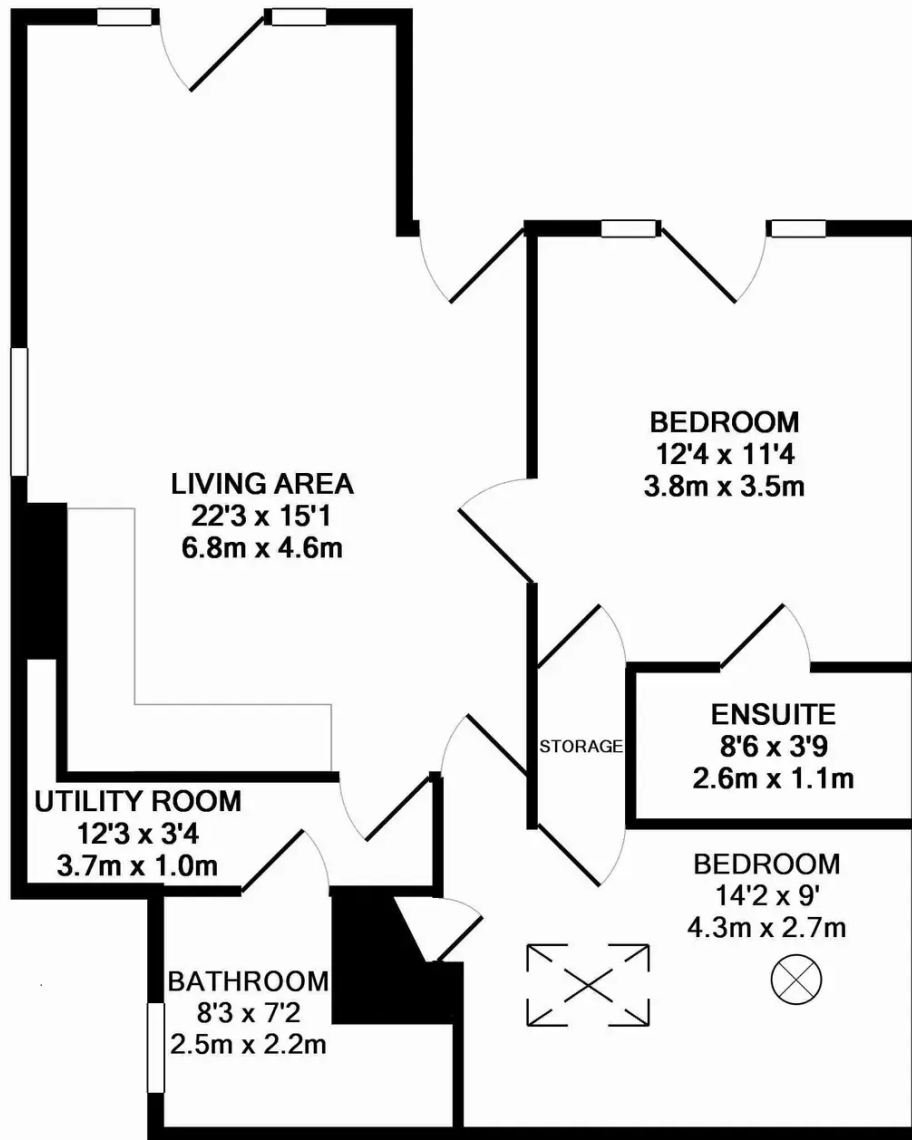 BEDROOM
12'4 x 11'4
3.8m x 3.5m
LIVING AREA
22'3 x 15'1
6.8m x 4.6m
ENSUITE
8'6 x 3'9
2.6m x 1.1m
STORAGE
UTILITY ROOM
12'3 x 3'4
3.7m x 1.0m
BEDROOM
14'2 x 9'
4.3m x 2.7m
BATHROOM
8'3 x 7'2
2.5m x 2.2m